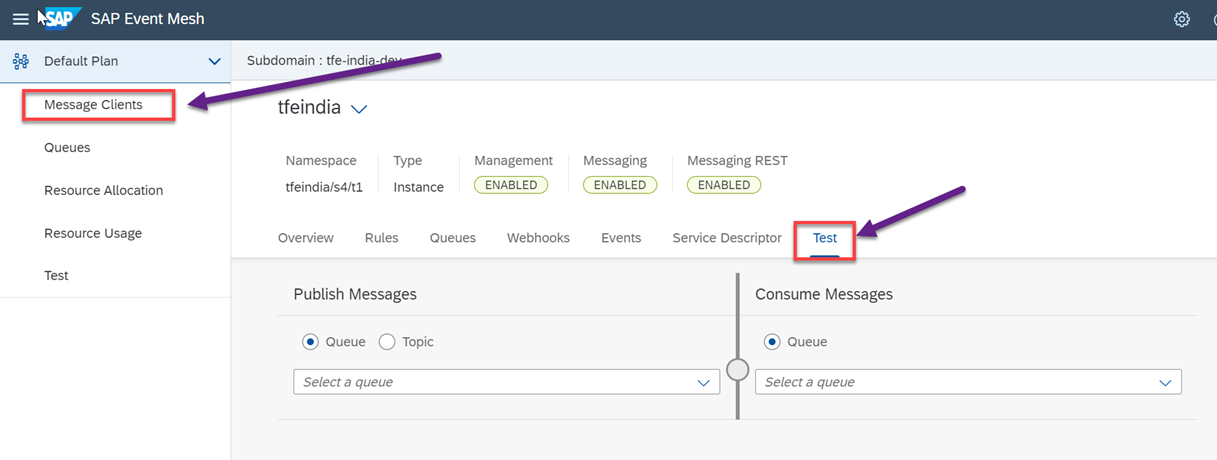 SAP SAP Event Mesh
Default Plan
Subdomain : tfe-india-dev
Message Clients
Queues
Resource Allocation
Resource Usage
Test
tfeindia
Namespace Type Management Messaging Messaging REST
tfeindia/s4/t1 Instance ENABLED ENABLED ENABLED
Overview Rules Queues Webhooks Events Service Descriptor Test
Publish Messages
Queue Topic
Select a queue
Consume Messages
Queue
Select a queue